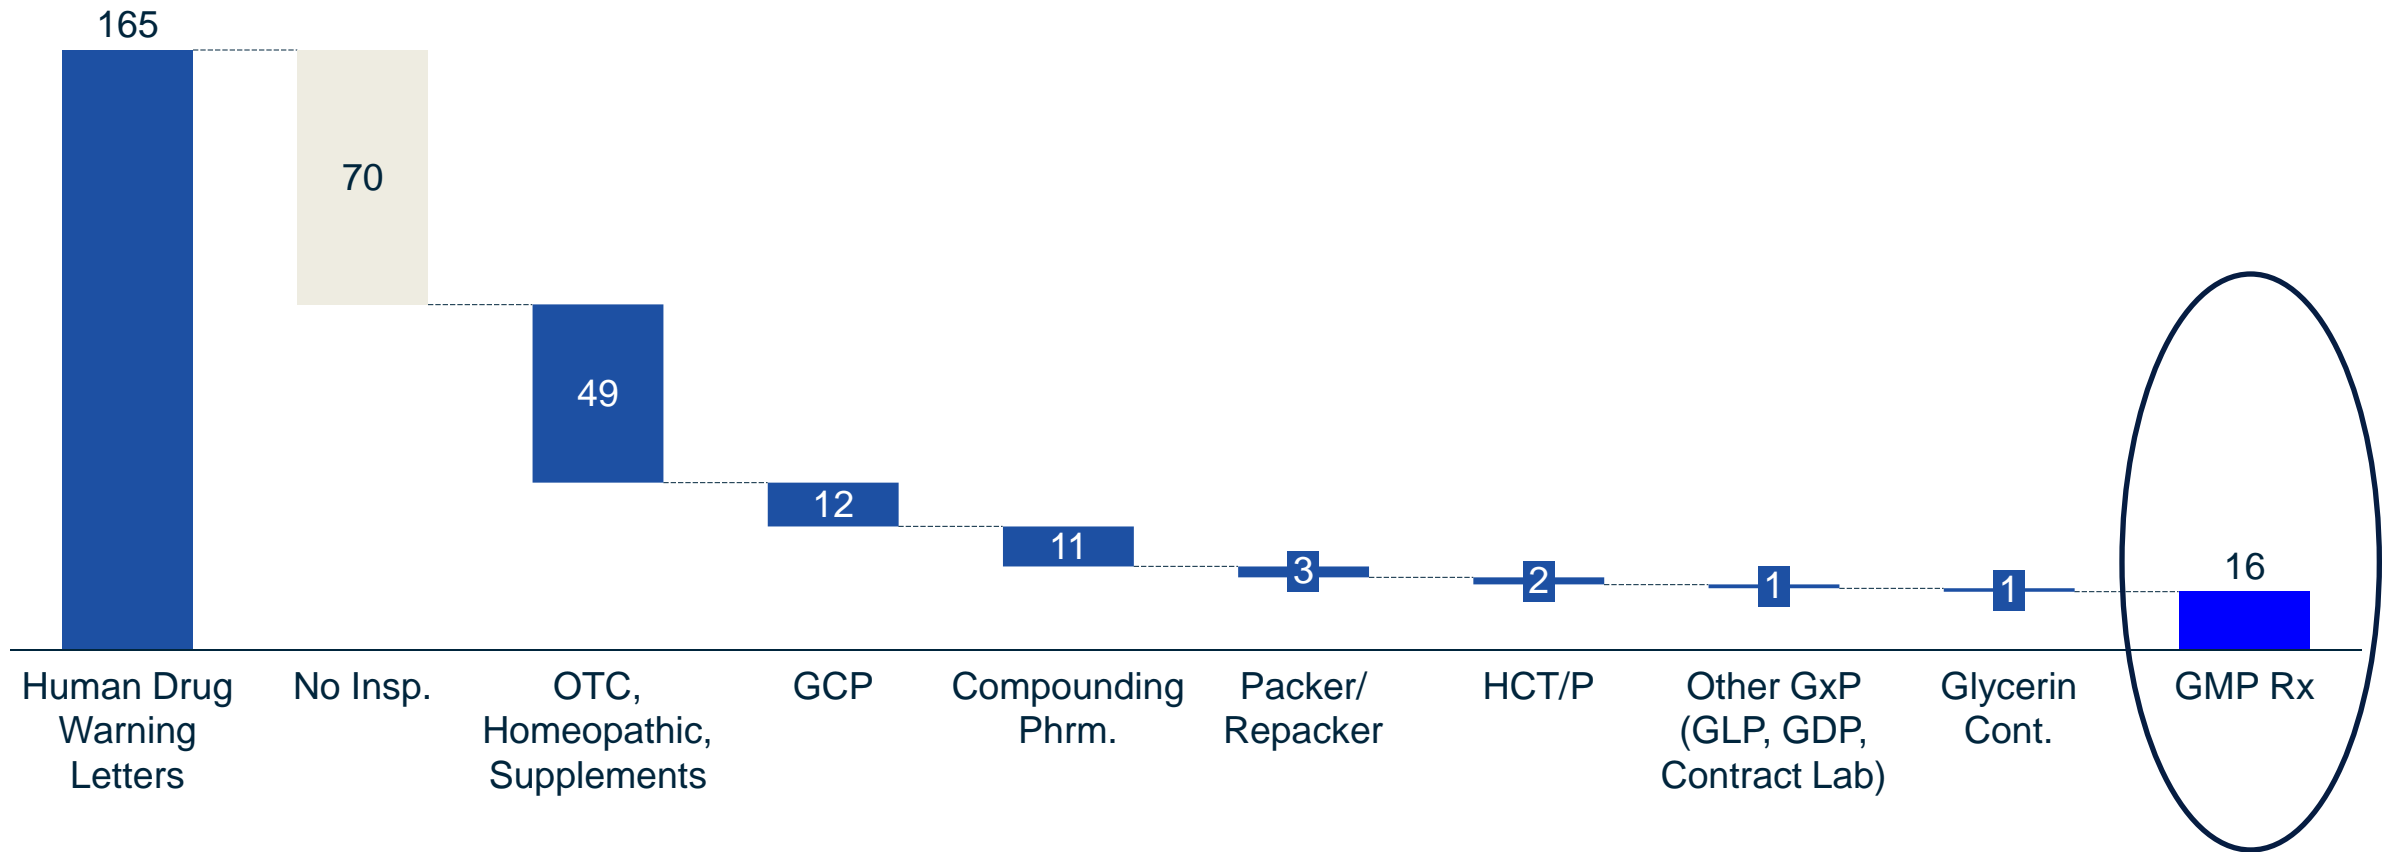 165
70
49
12
11
3
2
1
1
16
Human Drug
Warning
Letters
No Insp.
OTC,
Homeopathic,
Supplements
GCP
Compounding
Phrm.
Packer/
Repacker
HCT/P
Other GxP
(GLP, GDP,
Contract Lab)
Glycerin
Cont.
GMP Rx